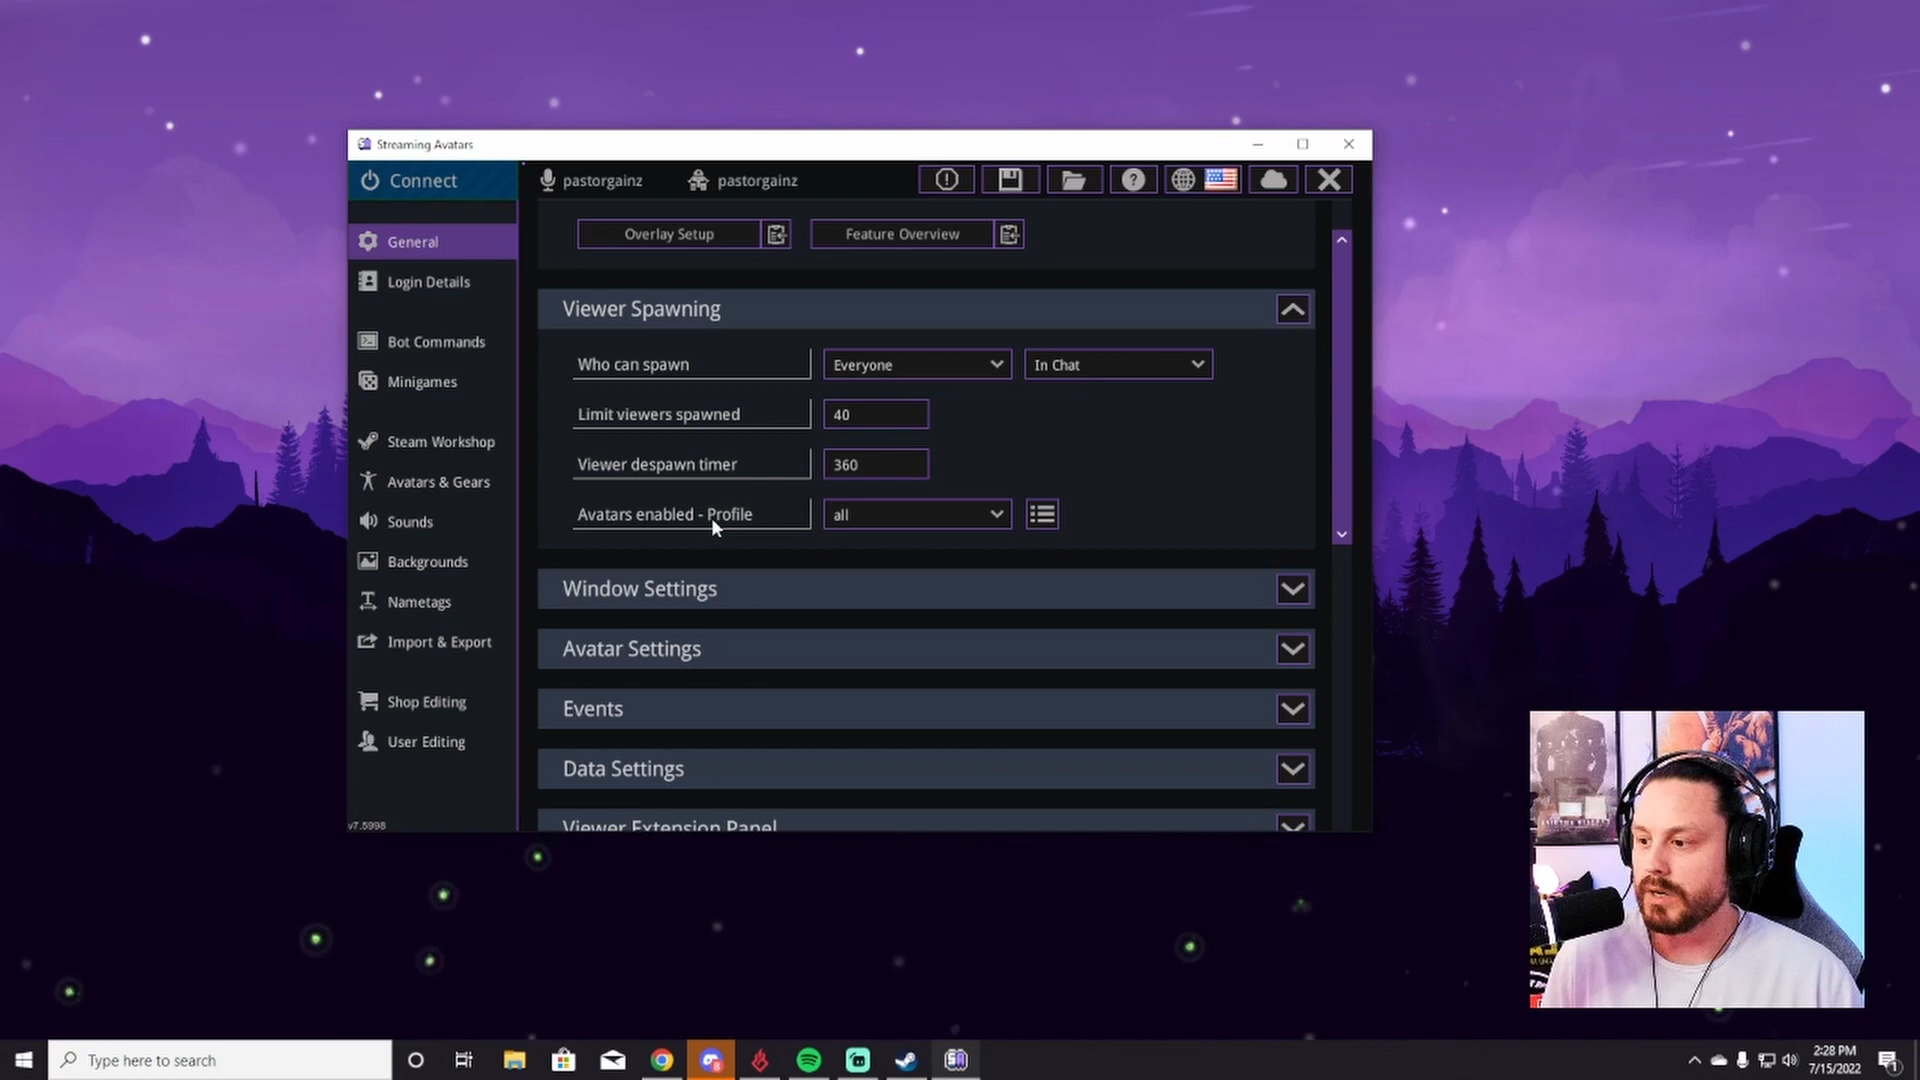 Streaming Avatars
Connect
pastorgainz
pastorgainz
General
Login Details
Bot Commands
Minigames
Steam Workshop
Avatars & Gears
Sounds
Backgrounds
Nametags
Import & Export
Shop Editing
User Editing
v7.5998
Overlay Setup
Feature Overview
Viewer Spawning
Who can spawn
Everyone
In Chat
Limit viewers spawned
40
Viewer despawn timer
360
Avatars enabled - Profile
all
Window Settings
Avatar Settings
Events
Data Settings
Viewer Extension Panel
Type here to search
2:28 PM
7/15/2022
1